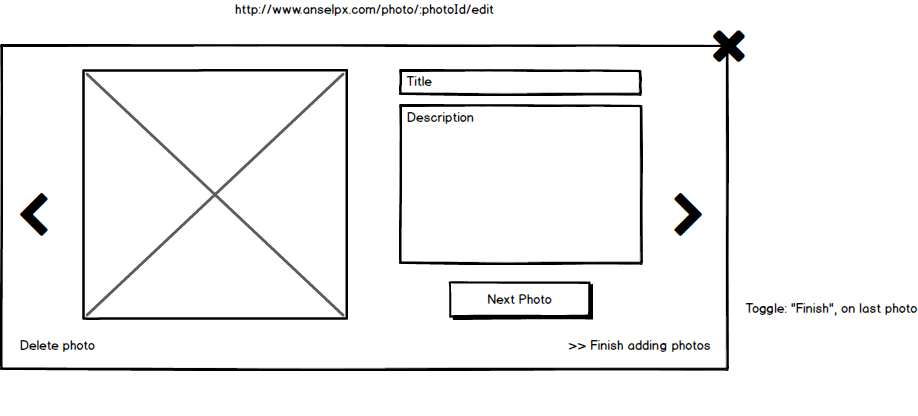 http://www.anselpx.com/photo/:photoId/edit
Title
Description
Next Photo
Toggle: "Finish", on last photo
Delete photo
>> Finish adding photos